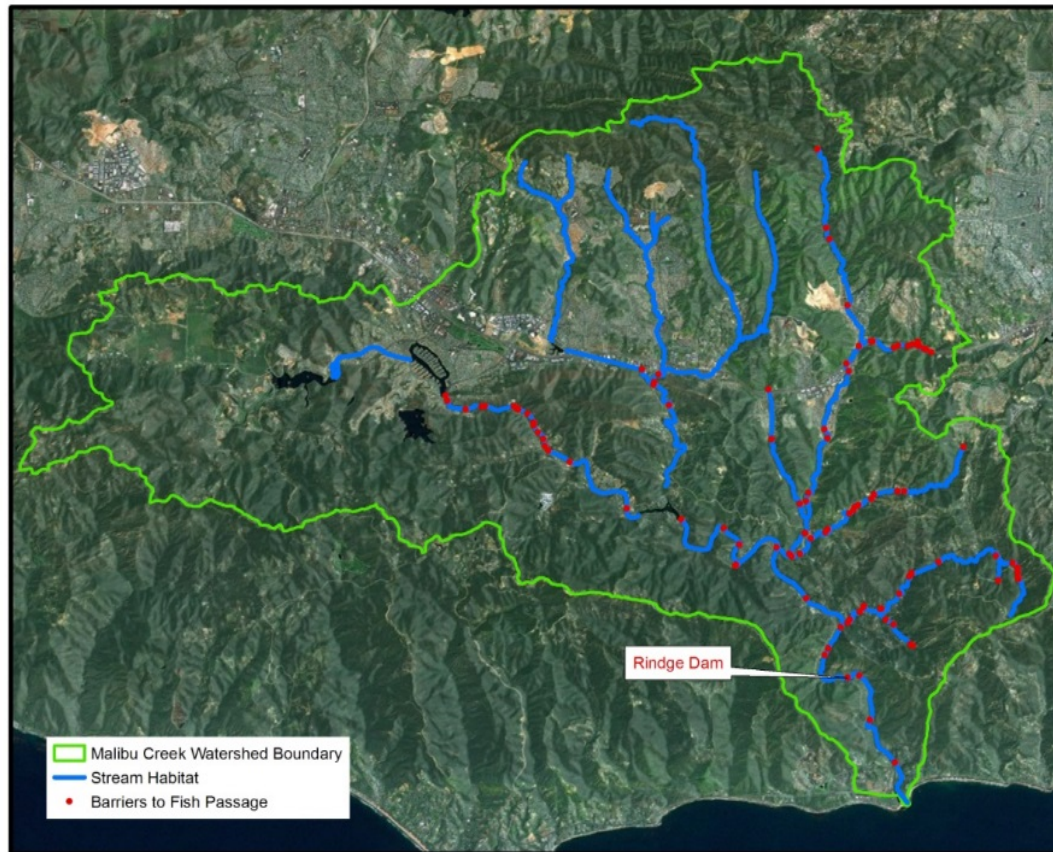 Rindge Dam
Malibu Creek Watershed Boundary
Stream Habitat
Barriers to Fish Passage